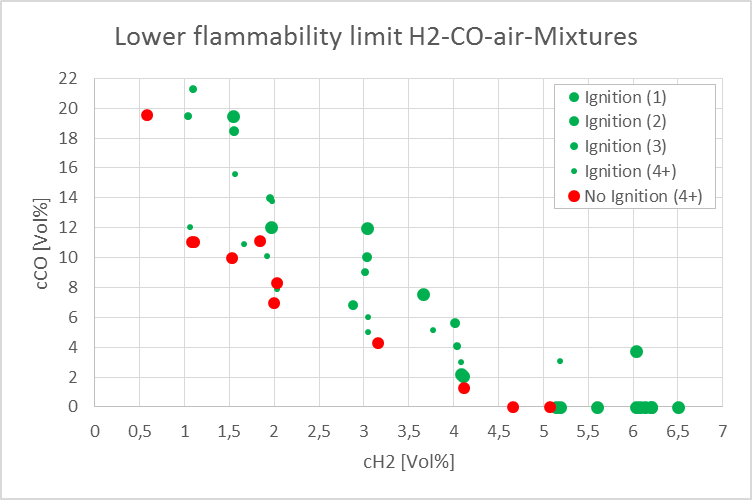 Lower flammability limit H2-CO-air-Mixtures
22
20
18
16
14
12
10
8
6
4
2
0
cCO [Vol%]
Ignition (1)
Ignition (2)
Ignition (3)
Ignition (4+)
No Ignition (4+)
0 0,5 1 1,5 2 2,5 3 3,5 4 4,5 5 5,5 6 6,5 7
cH2 [Vol%]